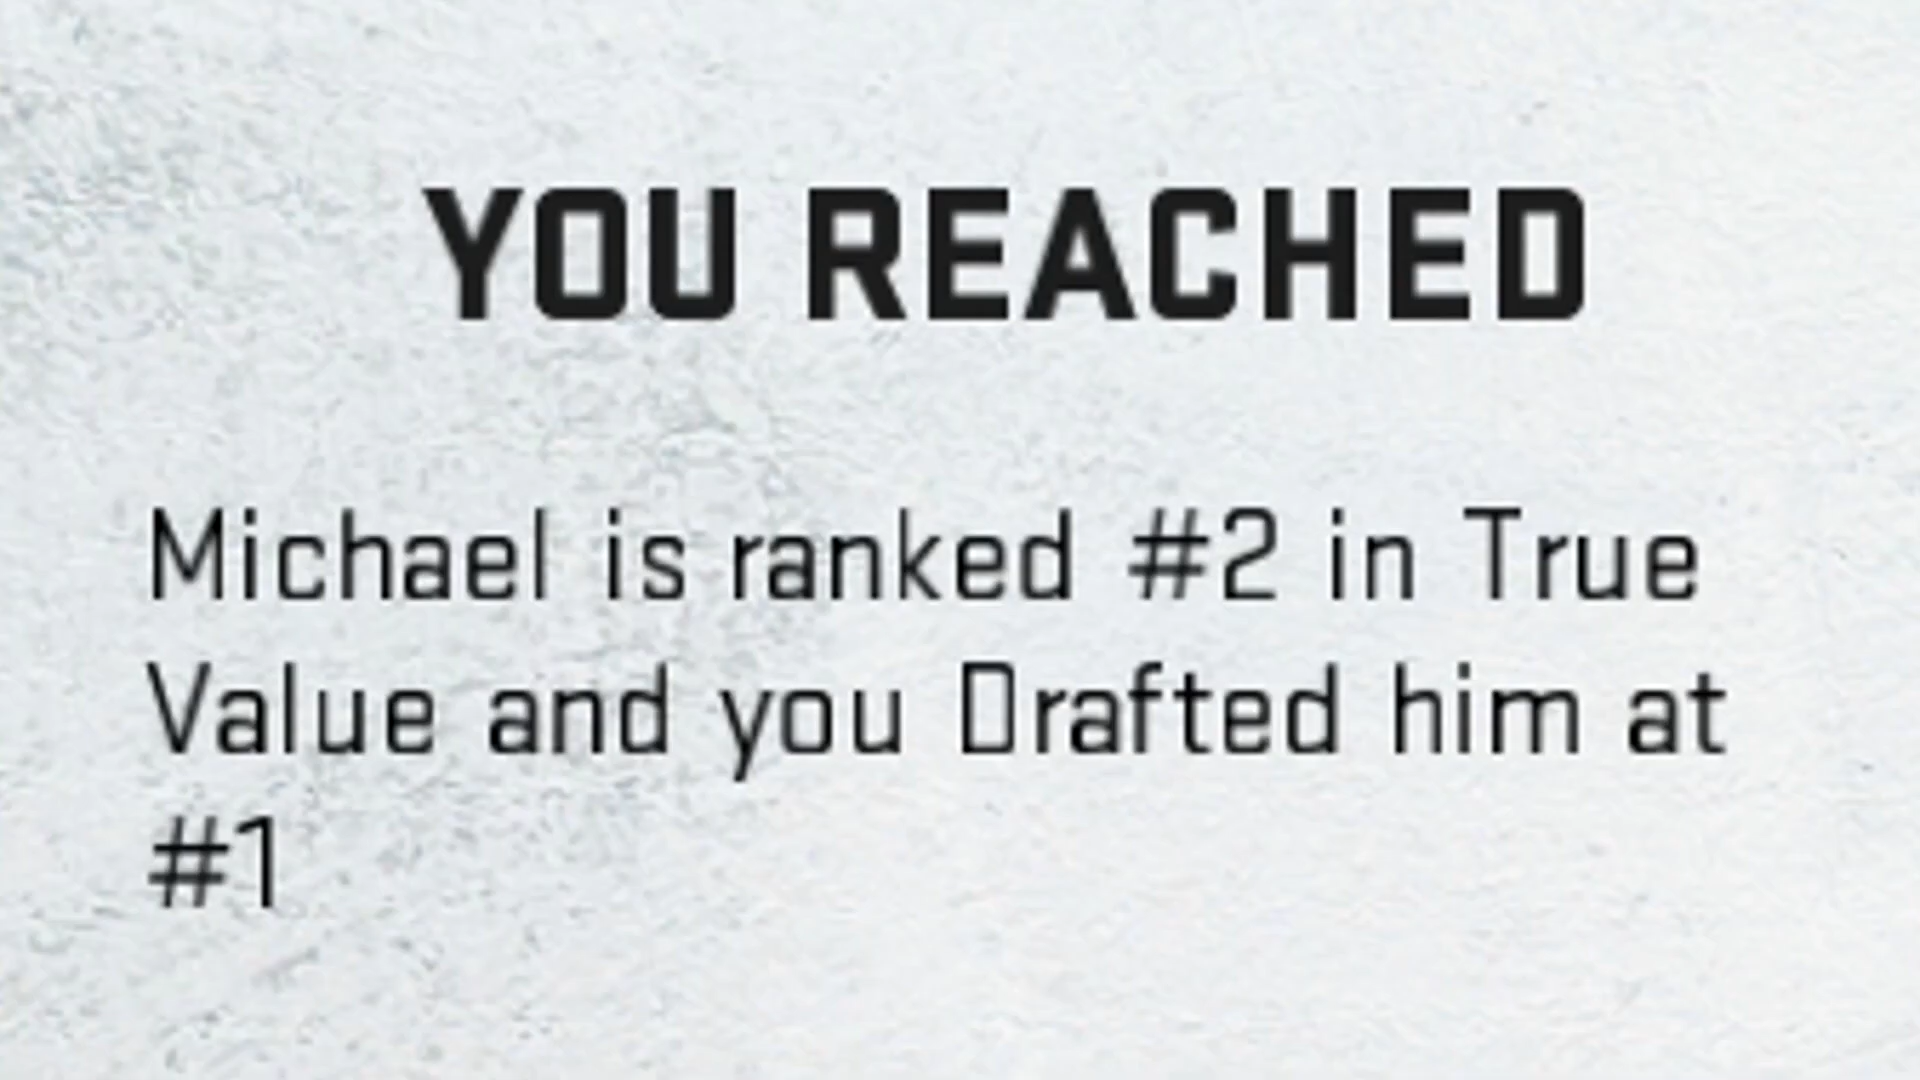 YOU REACHED
Michael is ranked #2 in True
Value and you Drafted him at
#1